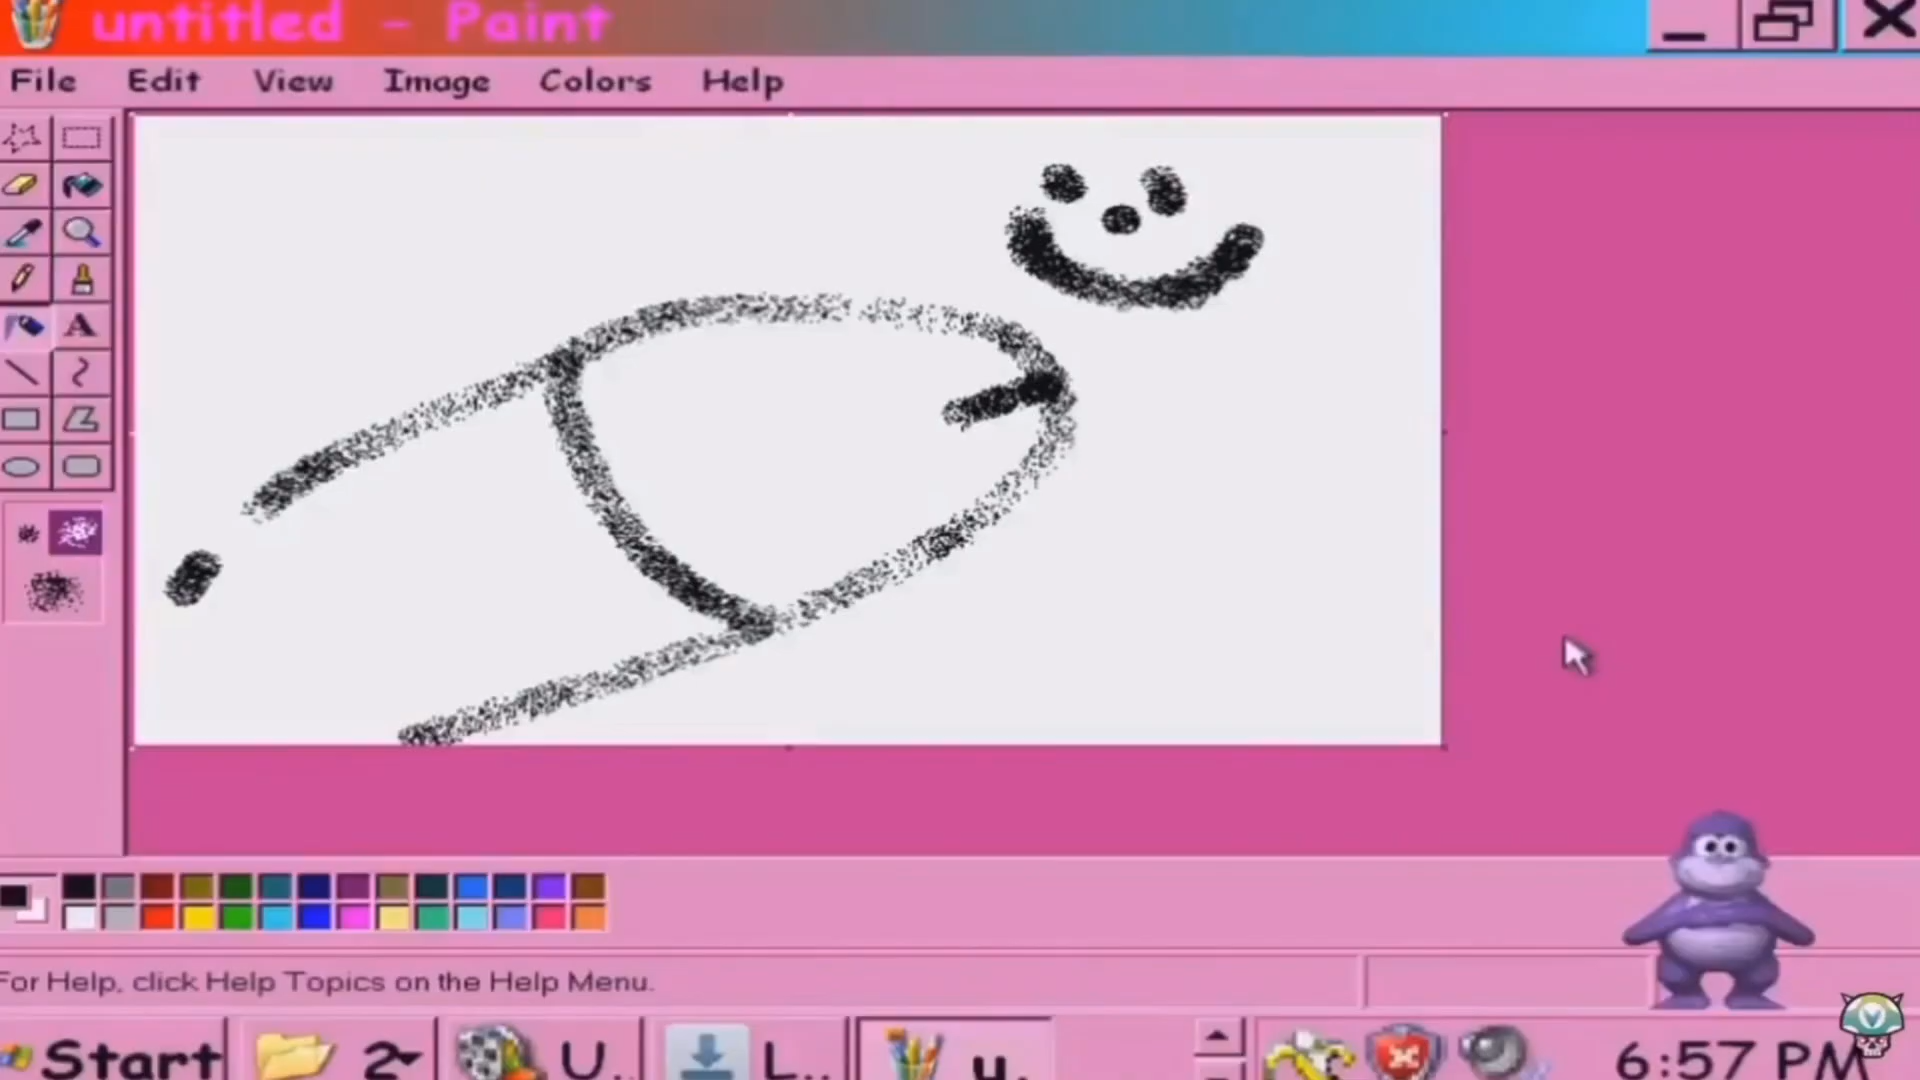 untitled - Paint
File Edit View Image Colors Help
A
For Help, click Help Topics on the Help Menu.
Start 2 U.. L.. u. 6:57 PM